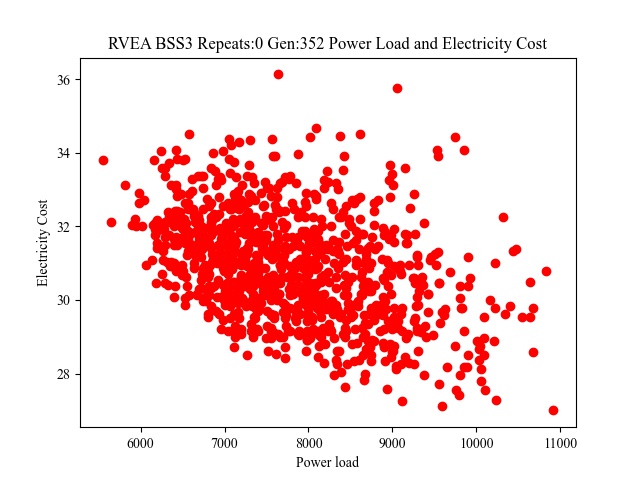 RVEA BSS3 Repeats:0 Gen:352 Power Load and Electricity Cost
36
34
32
30
28
Electricity Cost
6000 7000 8000 9000 10000 11000
Power load